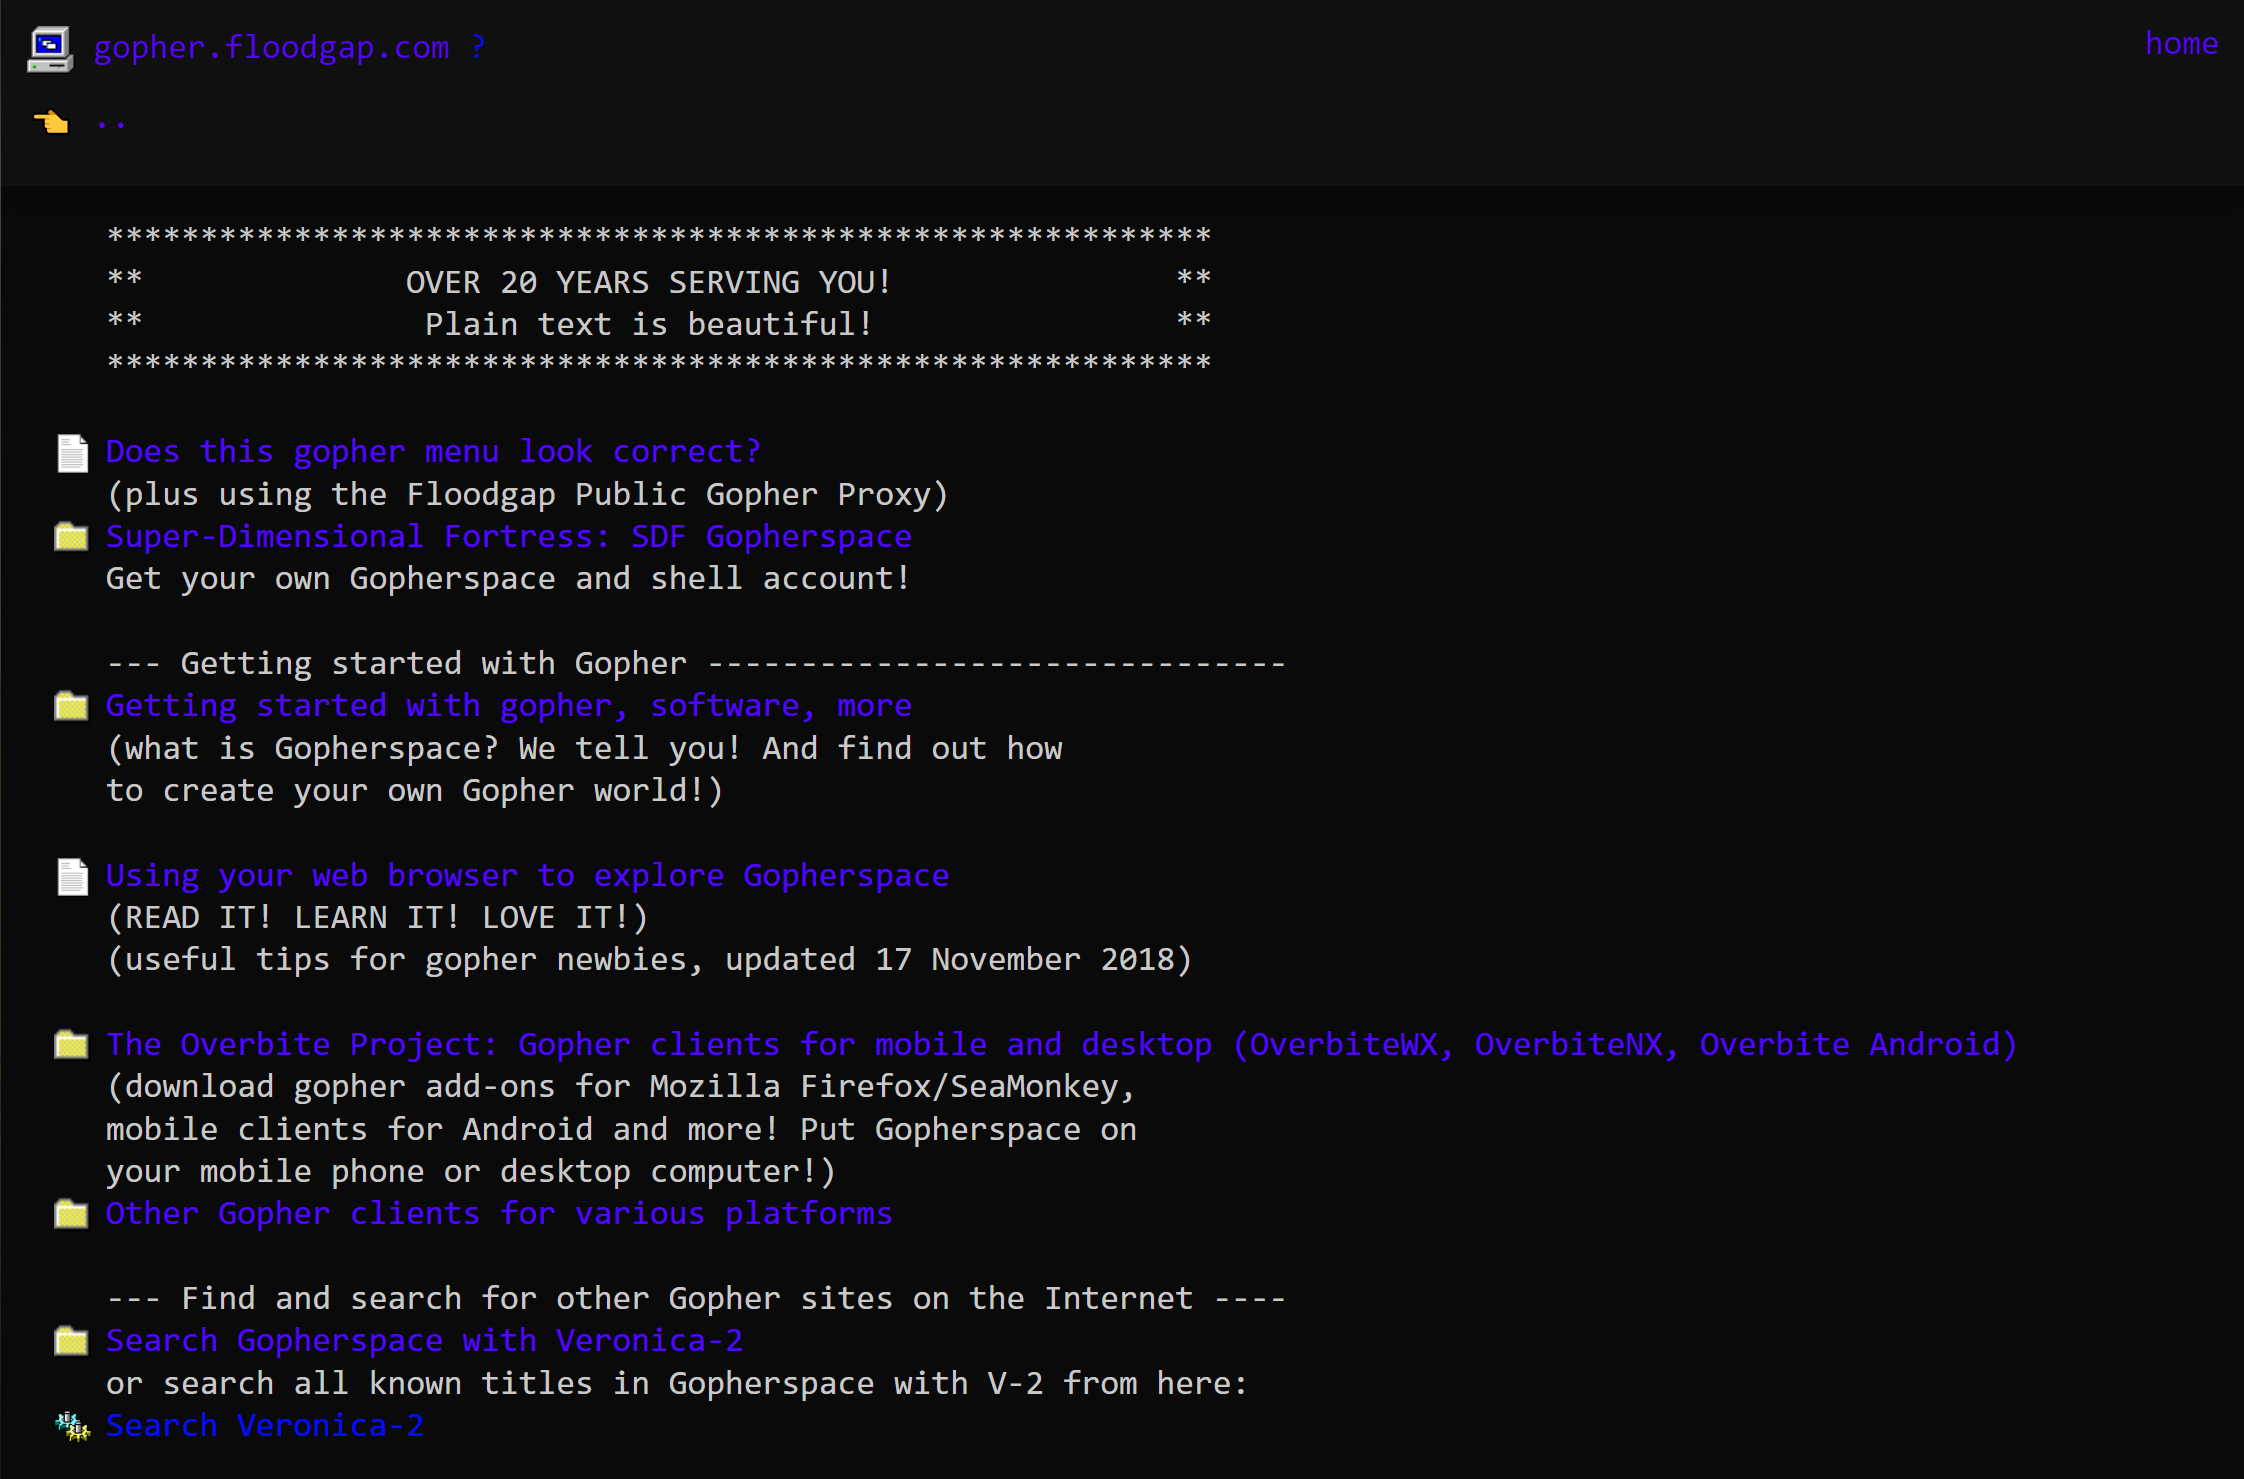 gopher.floodgap.com ?
home
..
***********************************************************
** OVER 20 YEARS SERVING YOU! **
** Plain text is beautiful! **
***********************************************************
Does this gopher menu look correct?
(plus using the Floodgap Public Gopher Proxy)
Super-Dimensional Fortress: SDF Gopherspace
Get your own Gopherspace and shell account!
--- Getting started with Gopher -------------------------------
Getting started with gopher, software, more
(what is Gopherspace? We tell you! And find out how
to create your own Gopher world!)
Using your web browser to explore Gopherspace
(READ IT! LEARN IT! LOVE IT!)
(useful tips for gopher newbies, updated 17 November 2018)
The Overbite Project: Gopher clients for mobile and desktop (OverbiteWX, OverbiteNX, Overbite Android)
(download gopher add-ons for Mozilla Firefox/SeaMonkey,
mobile clients for Android and more! Put Gopherspace on
your mobile phone or desktop computer!)
Other Gopher clients for various platforms
--- Find and search for other Gopher sites on the Internet ----
Search Gopherspace with Veronica-2
or search all known titles in Gopherspace with V-2 from here:
Search Veronica-2